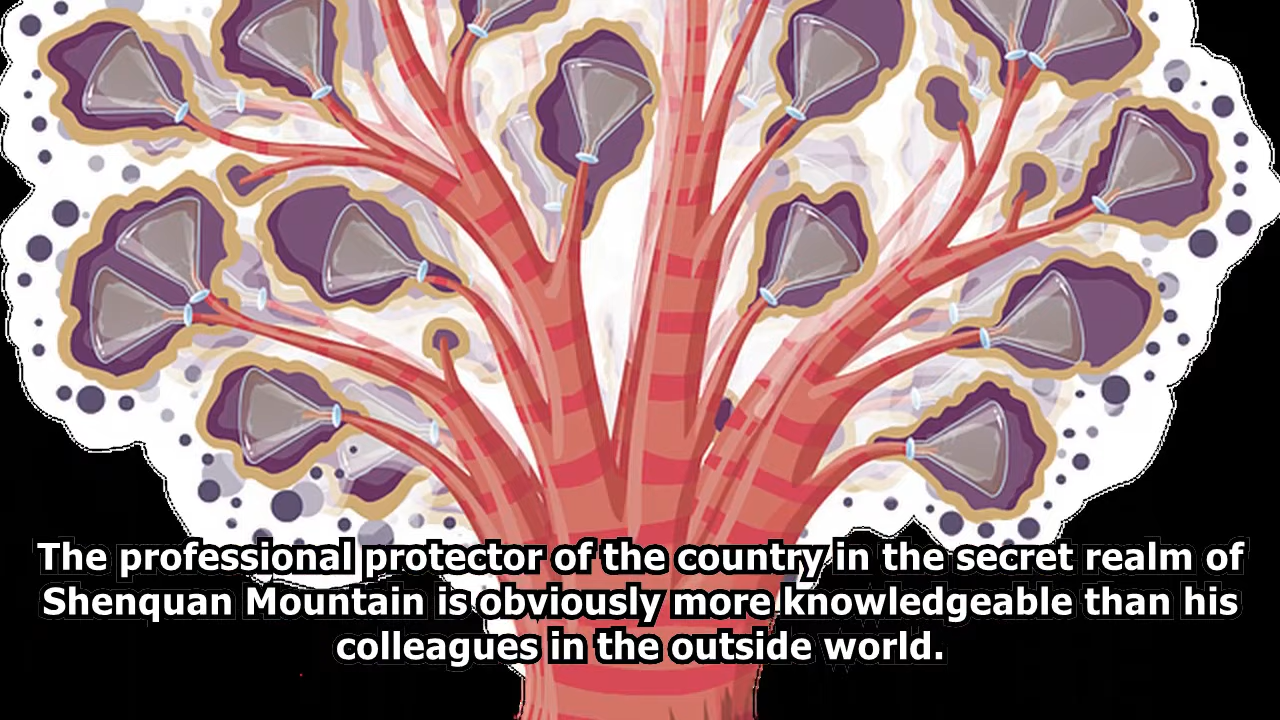 The professional protector of the country in the secret realm of
Shenquan Mountain is obviously more knowledgeable than his
colleagues in the outside world.